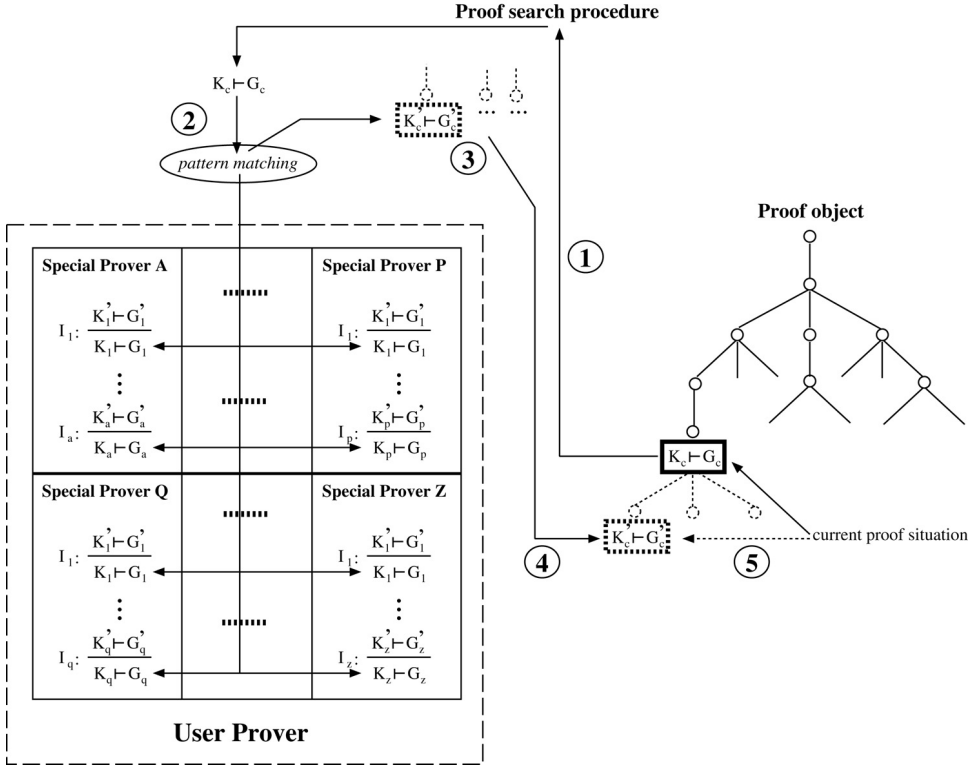 Proof search procedure
K_c ⊢ G_c
②
pattern matching
K'_c ⊢ G'_c
... ...
③
①
Proof object
Special Prover A
Special Prover P
I_1: K'_1 ⊢ G'_1
K_1 ⊢ G_1
I_1: K'_1 ⊢ G'_1
K_1 ⊢ G_1
I_a: K'_a ⊢ G'_a
K_a ⊢ G_a
I_p: K'_p ⊢ G'_p
K_p ⊢ G_p
Special Prover Q
Special Prover Z
I_1: K'_1 ⊢ G'_1
K_1 ⊢ G_1
I_1: K'_1 ⊢ G'_1
K_1 ⊢ G_1
I_q: K'_q ⊢ G'_q
K_q ⊢ G_q
I_z: K'_z ⊢ G'_z
K_z ⊢ G_z
User Prover
K_c ⊢ G_c
K'_c ⊢ G'_c
current proof situation
④
⑤